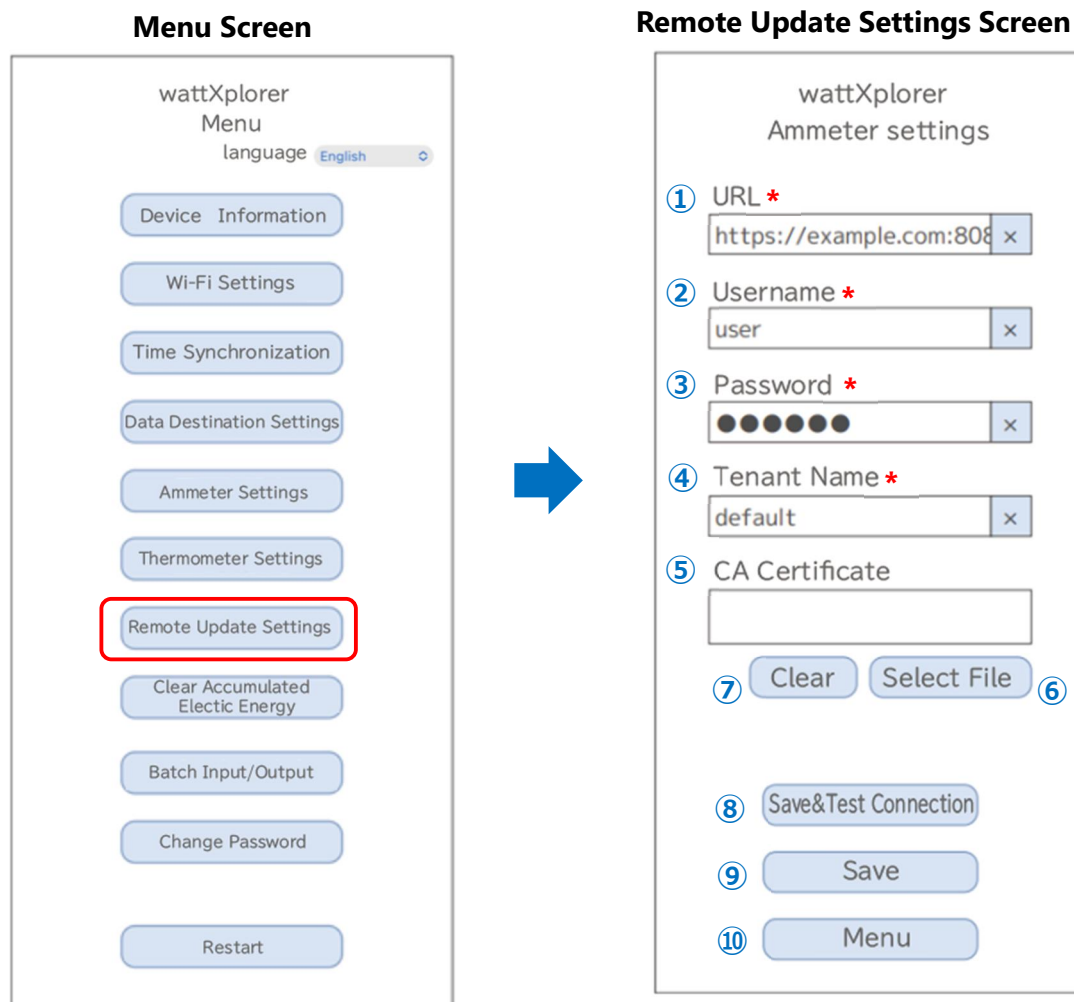 Menu Screen
wattXplorer
Menu
language English
Device Information
Wi-Fi Settings
Time Synchronization
Data Destination Settings
Ammeter Settings
Thermometer Settings
Remote Update Settings
Clear Accumulated
Electic Energy
Batch Input/Output
Change Password
Restart
Remote Update Settings Screen
wattXplorer
Ammeter settings
① URL *
https://example.com:808 ×
② Username *
user ×
③ Password *
●●●●●● ×
④ Tenant Name *
default ×
⑤ CA Certificate
⑦ Clear Select File ⑥
⑧ Save&Test Connection
⑨ Save
⑩ Menu